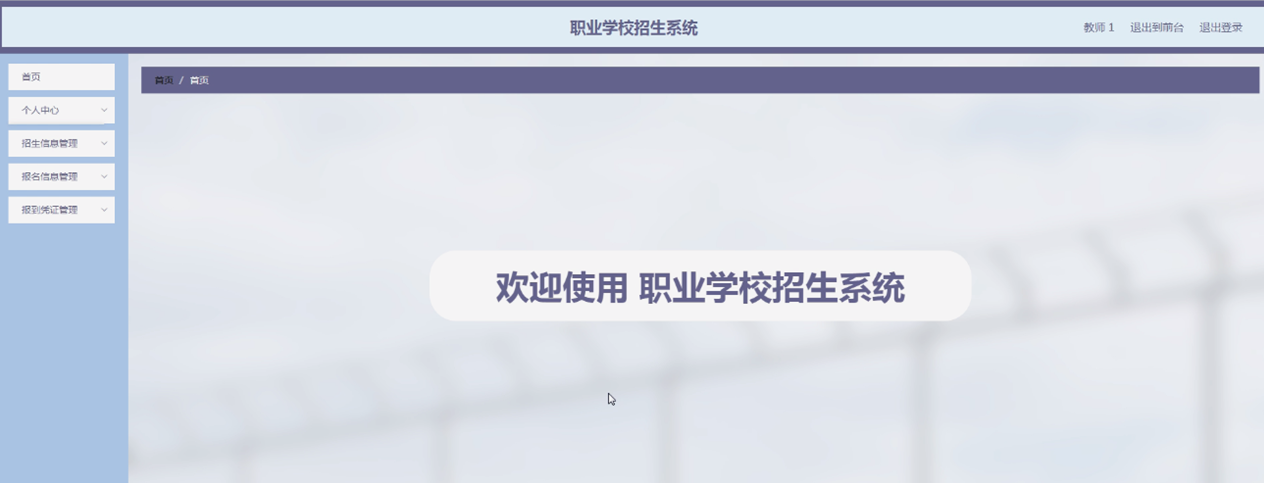 职业学校招生系统
教师 1 退出到前台 退出登录
首页
个人中心
招生信息管理
报名信息管理
报到凭证管理
首页 / 首页
欢迎使用 职业学校招生系统